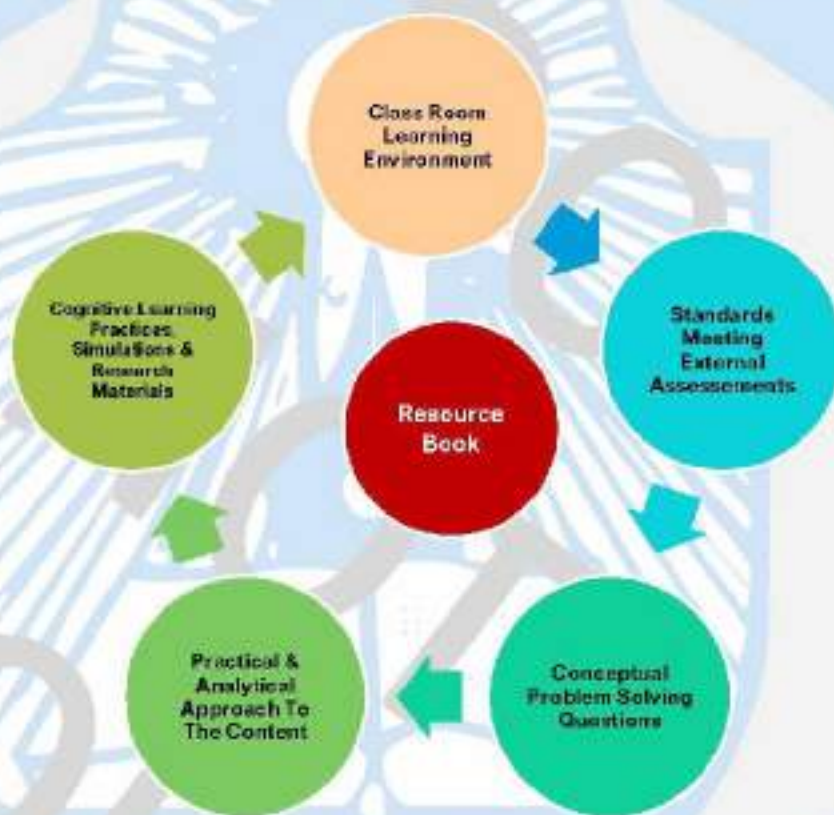 Class Room
Learning
Environment
Standards
Meeting
External
Assessements
Conceptual
Problem Solving
Questions
Practical &
Analytical
Approach To
The Content
Cognitive Learning
Practices,
Simulations &
Research
Materials
Resource
Book